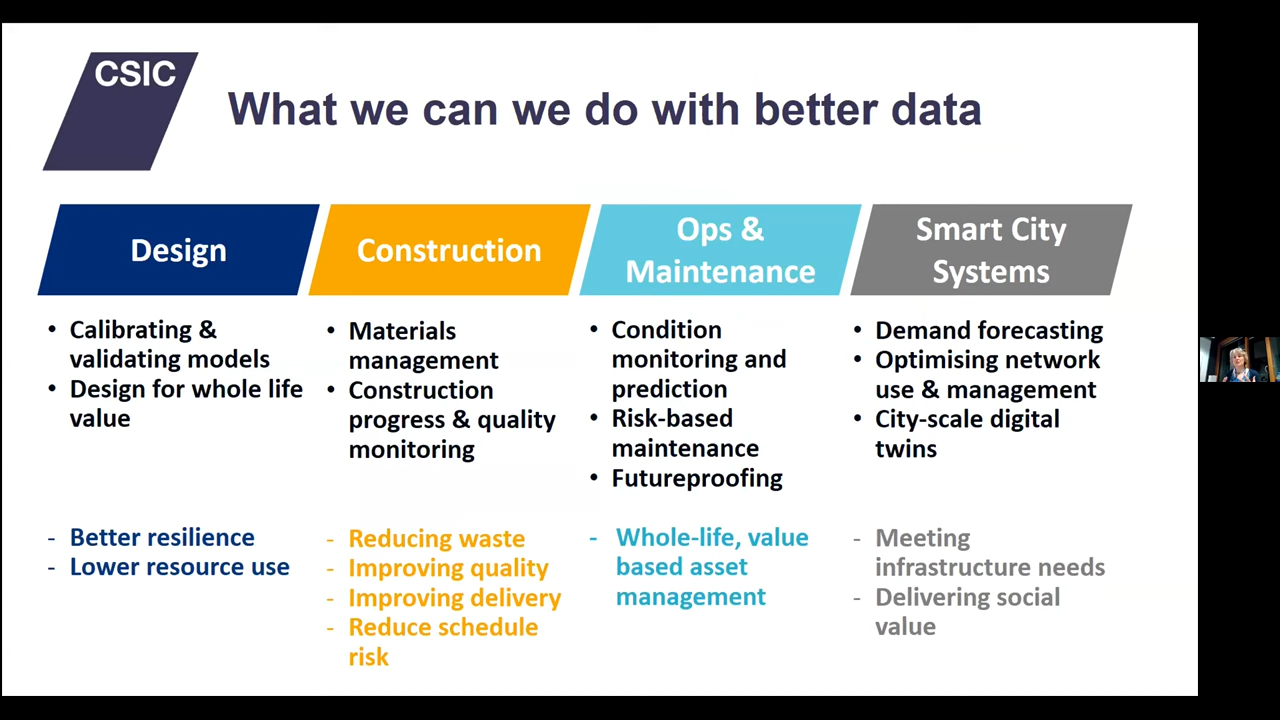 CSIC
What we can we do with better data
Design
Construction
Ops &
Maintenance
Smart City
Systems
• Calibrating &
validating models
• Design for whole life
value
• Materials
management
• Construction
progress & quality
monitoring
• Condition
monitoring and
prediction
• Risk-based
maintenance
• Futureproofing
• Demand forecasting
• Optimising network
use & management
• City-scale digital
twins
- Better resilience
- Lower resource use
- Reducing waste
- Improving quality
- Improving delivery
- Reduce schedule
risk
- Whole-life, value
based asset
management
- Meeting
infrastructure needs
- Delivering social
value